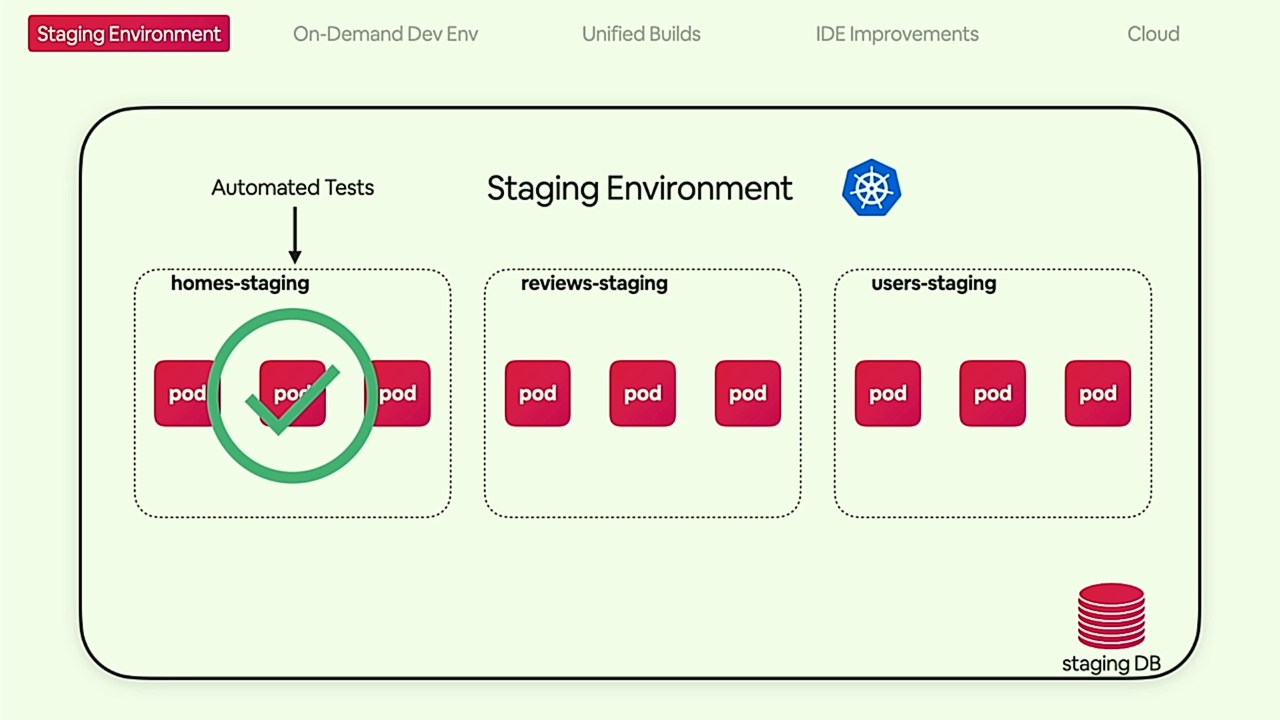 Staging Environment
On-Demand Dev Env
Unified Builds
IDE Improvements
Cloud
Automated Tests
Staging Environment
homes-staging
reviews-staging
users-staging
pod
pod
pod
pod
pod
pod
pod
pod
pod
staging DB